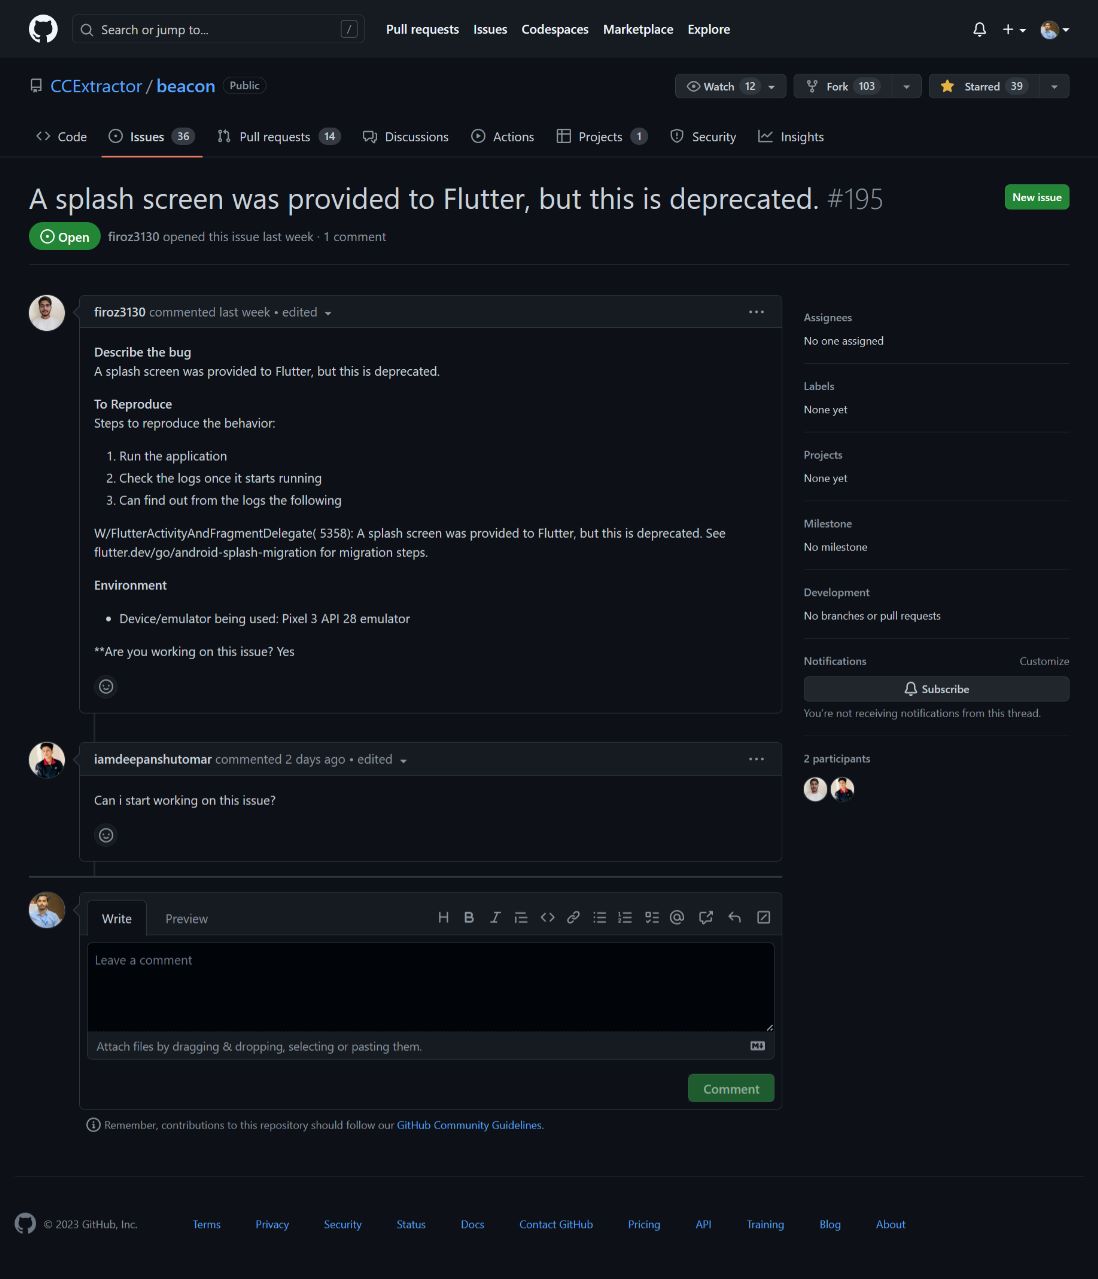 Search or jump to... /
Pull requests Issues Codespaces Marketplace Explore
CCExtractor / beacon Public
Watch 12 Fork 103 Starred 39
Code Issues 36 Pull requests 14 Discussions Actions Projects 1 Security Insights
A splash screen was provided to Flutter, but this is deprecated. #195
New issue
Open firoz3130 opened this issue last week · 1 comment
firoz3130 commented last week • edited
Describe the bug
A splash screen was provided to Flutter, but this is deprecated.
To Reproduce
Steps to reproduce the behavior:
1. Run the application
2. Check the logs once it starts running
3. Can find out from the logs the following
W/FlutterActivityAndFragmentDelegate( 5358): A splash screen was provided to Flutter, but this is deprecated. See
flutter.dev/go/android-splash-migration for migration steps.
Environment
• Device/emulator being used: Pixel 3 API 28 emulator
**Are you working on this issue? Yes
iamdeepanshutomar commented 2 days ago • edited
Can i start working on this issue?
Write Preview
Leave a comment
Attach files by dragging & dropping, selecting or pasting them.
Comment
Remember, contributions to this repository should follow our GitHub Community Guidelines.
Assignees
No one assigned
Labels
None yet
Projects
None yet
Milestone
No milestone
Development
No branches or pull requests
Notifications Customize
Subscribe
You're not receiving notifications from this thread.
2 participants
© 2023 GitHub, Inc. Terms Privacy Security Status Docs Contact GitHub Pricing API Training Blog About